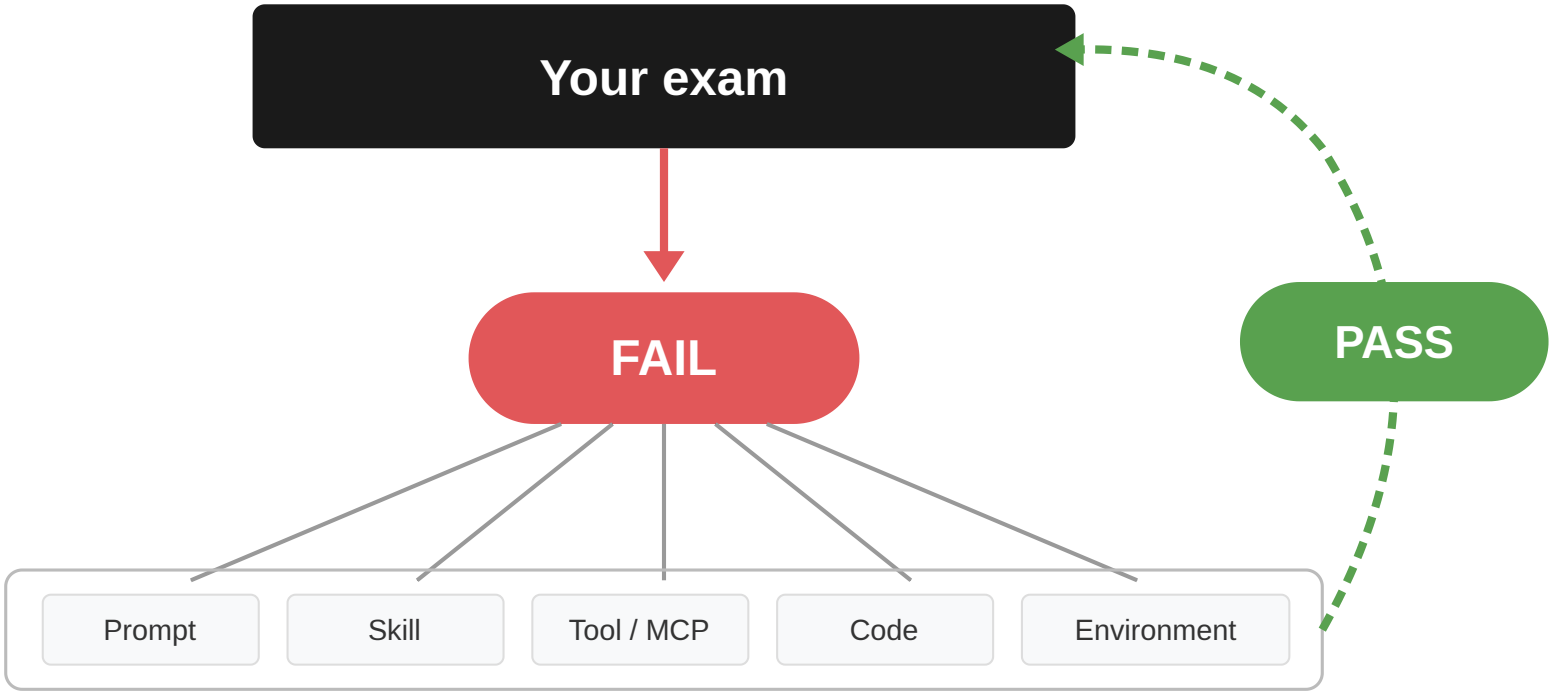 Your exam
FAIL
PASS
Prompt
Skill
Tool / MCP
Code
Environment